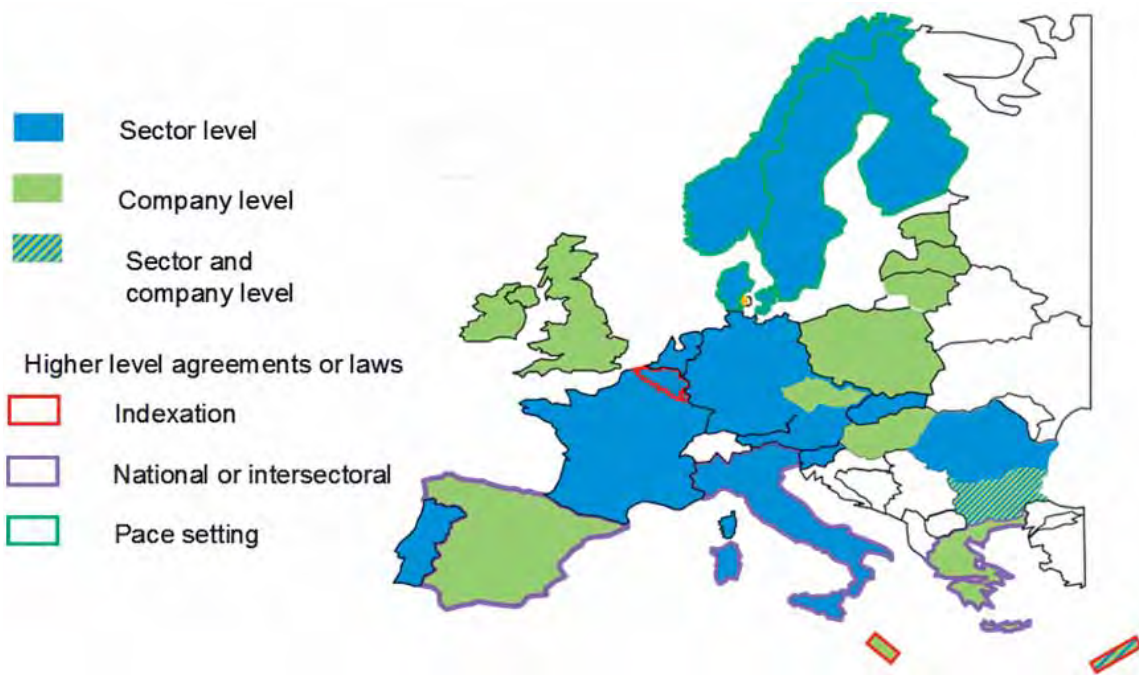 Sector level
Company level
Sector and
company level
Higher level agreements or laws
Indexation
National or intersectoral
Pace setting